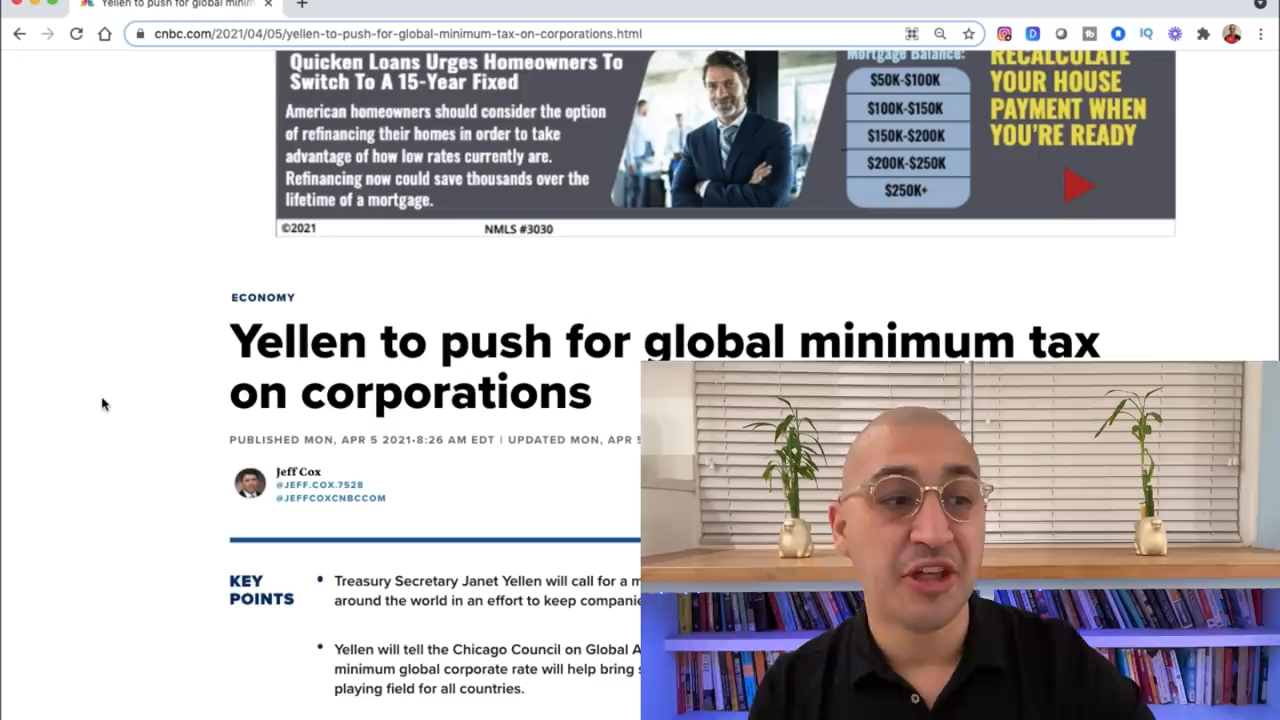 Yellen to push for global minim
cnbc.com/2021/04/05/yellen-to-push-for-global-minimum-tax-on-corporations.html
Quicken Loans Urges Homeowners To
Switch To A 15-Year Fixed
American homeowners should consider the option
of refinancing their homes in order to take
advantage of how low rates currently are.
Refinancing now could save thousands over the
lifetime of a mortgage.
Mortgage Balance:
$50K-$100K
$100K-$150K
$150K-$200K
$200K-$250K
$250K+
RECALCULATE
YOUR HOUSE
PAYMENT WHEN
YOU'RE READY
©2021
NMLS #3030
ECONOMY
Yellen to push for global minimum tax
on corporations
PUBLISHED MON, APR 5 2021•8:26 AM EDT | UPDATED MON, APR 5
Jeff Cox
@JEFF.COX.7528
@JEFFCOXCNBCCOM
KEY
POINTS
• Treasury Secretary Janet Yellen will call for a m
around the world in an effort to keep companie
• Yellen will tell the Chicago Council on Global A
minimum global corporate rate will help bring s
playing field for all countries.